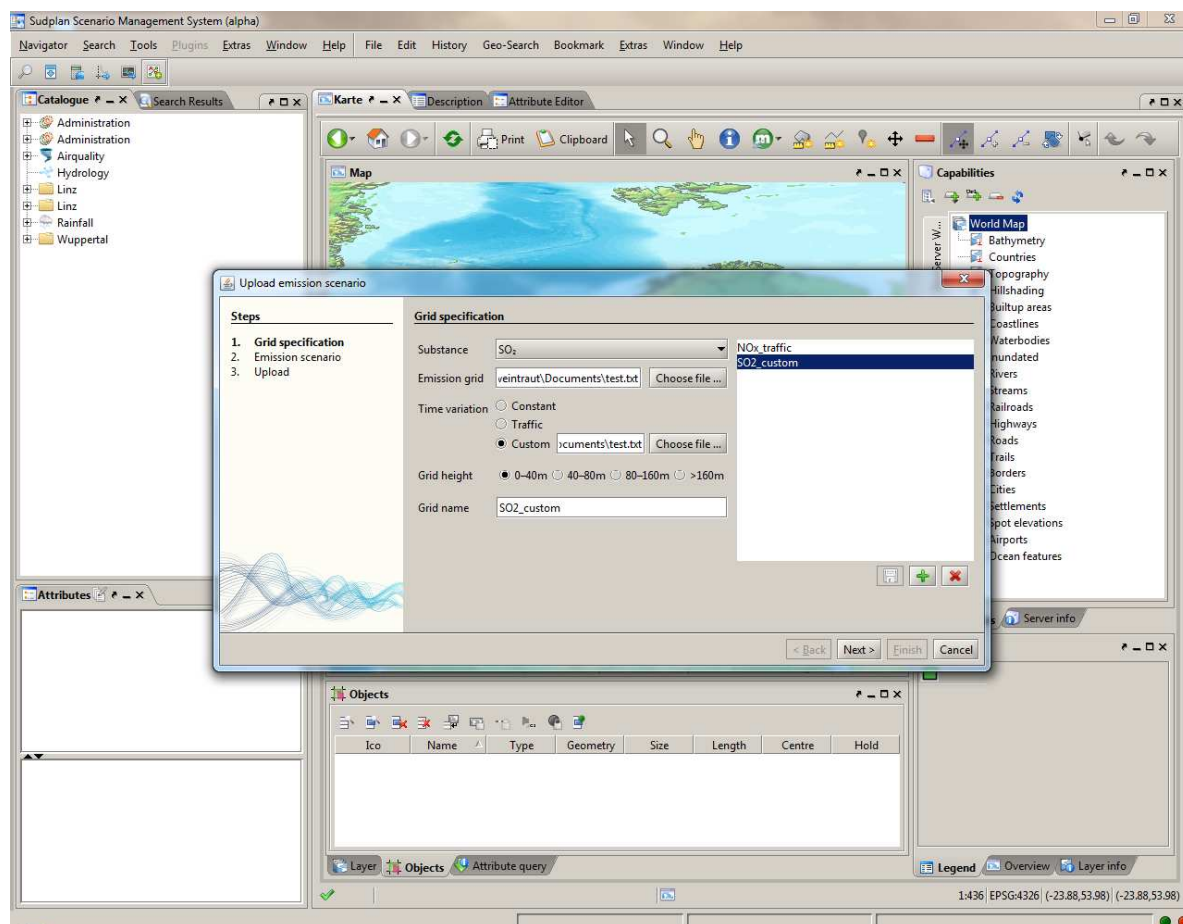 Sudplan Scenario Management System (alpha)
Navigator Search Tools Plugins Extras Window Help File Edit History Geo-Search Bookmark Extras Window Help
Catalogue Search Results
Administration
Administration
Airquality
Hydrology
Linz
Linz
Rainfall
Wuppertal
Karte Description Attribute Editor
Print Clipboard
Map
Capabilities
World Map
Bathymetry
Countries
Topography
Hillshading
Builtup areas
Coastlines
Waterbodies
Inundated
Rivers
Streams
Railroads
Highways
Roads
Trails
Borders
Cities
Settlements
Spot elevations
Airports
Ocean features
Server info
Upload emission scenario
Steps
1. Grid specification
2. Emission scenario
3. Upload
Grid specification
Substance SO₂
Emission grid veintraut\Documents\test.txt Choose file ...
Time variation Constant
Traffic
Custom ocuments\test.txt Choose file ...
Grid height 0–40m 40–80m 80–160m >160m
Grid name SO2_custom
NOx_traffic
SO2_custom
< Back Next > Finish Cancel
Attributes
Objects
Ico Name Type Geometry Size Length Centre Hold
Layer Objects Attribute query
Legend Overview Layer info
1:436 EPSG:4326 (-23.88,53.98) (-23.88,53.98)